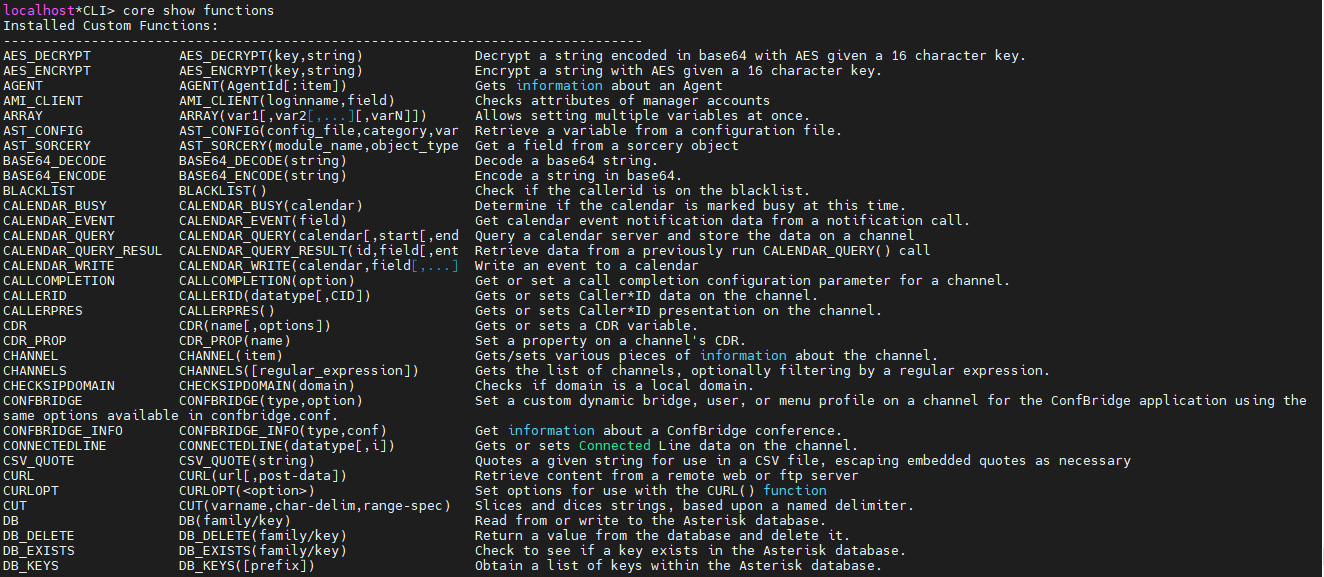 localhost*CLI> core show functions
Installed Custom Functions:
--------------------------------------------------------------------------------
AES_DECRYPT           AES_DECRYPT(key,string)              Decrypt a string encoded in base64 with AES given a 16 character key.
AES_ENCRYPT           AES_ENCRYPT(key,string)              Encrypt a string with AES given a 16 character key.
AGENT                 AGENT(AgentId[:item])                Gets information about an Agent
AMI_CLIENT            AMI_CLIENT(loginname,field)          Checks attributes of manager accounts
ARRAY                 ARRAY(var1[,var2[,...][,varN]])      Allows setting multiple variables at once.
AST_CONFIG            AST_CONFIG(config_file,category,var  Retrieve a variable from a configuration file.
AST_SORCERY           AST_SORCERY(module_name,object_type  Get a field from a sorcery object
BASE64_DECODE         BASE64_DECODE(string)                Decode a base64 string.
BASE64_ENCODE         BASE64_ENCODE(string)                Encode a string in base64.
BLACKLIST             BLACKLIST()                          Check if the callerid is on the blacklist.
CALENDAR_BUSY         CALENDAR_BUSY(calendar)              Determine if the calendar is marked busy at this time.
CALENDAR_EVENT        CALENDAR_EVENT(field)                Get calendar event notification data from a notification call.
CALENDAR_QUERY        CALENDAR_QUERY(calendar[,start[,end  Query a calendar server and store the data on a channel
CALENDAR_QUERY_RESUL  CALENDAR_QUERY_RESULT(id,field[,ent  Retrieve data from a previously run CALENDAR_QUERY() call
CALENDAR_WRITE        CALENDAR_WRITE(calendar,field[,...]  Write an event to a calendar
CALLCOMPLETION        CALLCOMPLETION(option)               Get or set a call completion configuration parameter for a channel.
CALLERID              CALLERID(datatype[,CID])             Gets or sets Caller*ID data on the channel.
CALLERPRES            CALLERPRES()                         Gets or sets Caller*ID presentation on the channel.
CDR                   CDR(name[,options])                  Gets or sets a CDR variable.
CDR_PROP              CDR_PROP(name)                       Set a property on a channel's CDR.
CHANNEL               CHANNEL(item)                        Gets/sets various pieces of information about the channel.
CHANNELS              CHANNELS([regular_expression])       Gets the list of channels, optionally filtering by a regular expression.
CHECKSIPDOMAIN        CHECKSIPDOMAIN(domain)               Checks if domain is a local domain.
CONFBRIDGE            CONFBRIDGE(type,option)              Set a custom dynamic bridge, user, or menu profile on a channel for the ConfBridge application using the
same options available in confbridge.conf.
CONFBRIDGE_INFO       CONFBRIDGE_INFO(type,conf)           Get information about a ConfBridge conference.
CONNECTEDLINE         CONNECTEDLINE(datatype[,i])          Gets or sets Connected Line data on the channel.
CSV_QUOTE             CSV_QUOTE(string)                    Quotes a given string for use in a CSV file, escaping embedded quotes as necessary
CURL                  CURL(url[,post-data])                Retrieve content from a remote web or ftp server
CURLOPT               CURLOPT(<option>)                    Set options for use with the CURL() function
CUT                   CUT(varname,char-delim,range-spec)   Slices and dices strings, based upon a named delimiter.
DB                    DB(family/key)                       Read from or write to the Asterisk database.
DB_DELETE             DB_DELETE(family/key)                Return a value from the database and delete it.
DB_EXISTS             DB_EXISTS(family/key)                Check to see if a key exists in the Asterisk database.
DB_KEYS               DB_KEYS([prefix])                    Obtain a list of keys within the Asterisk database.